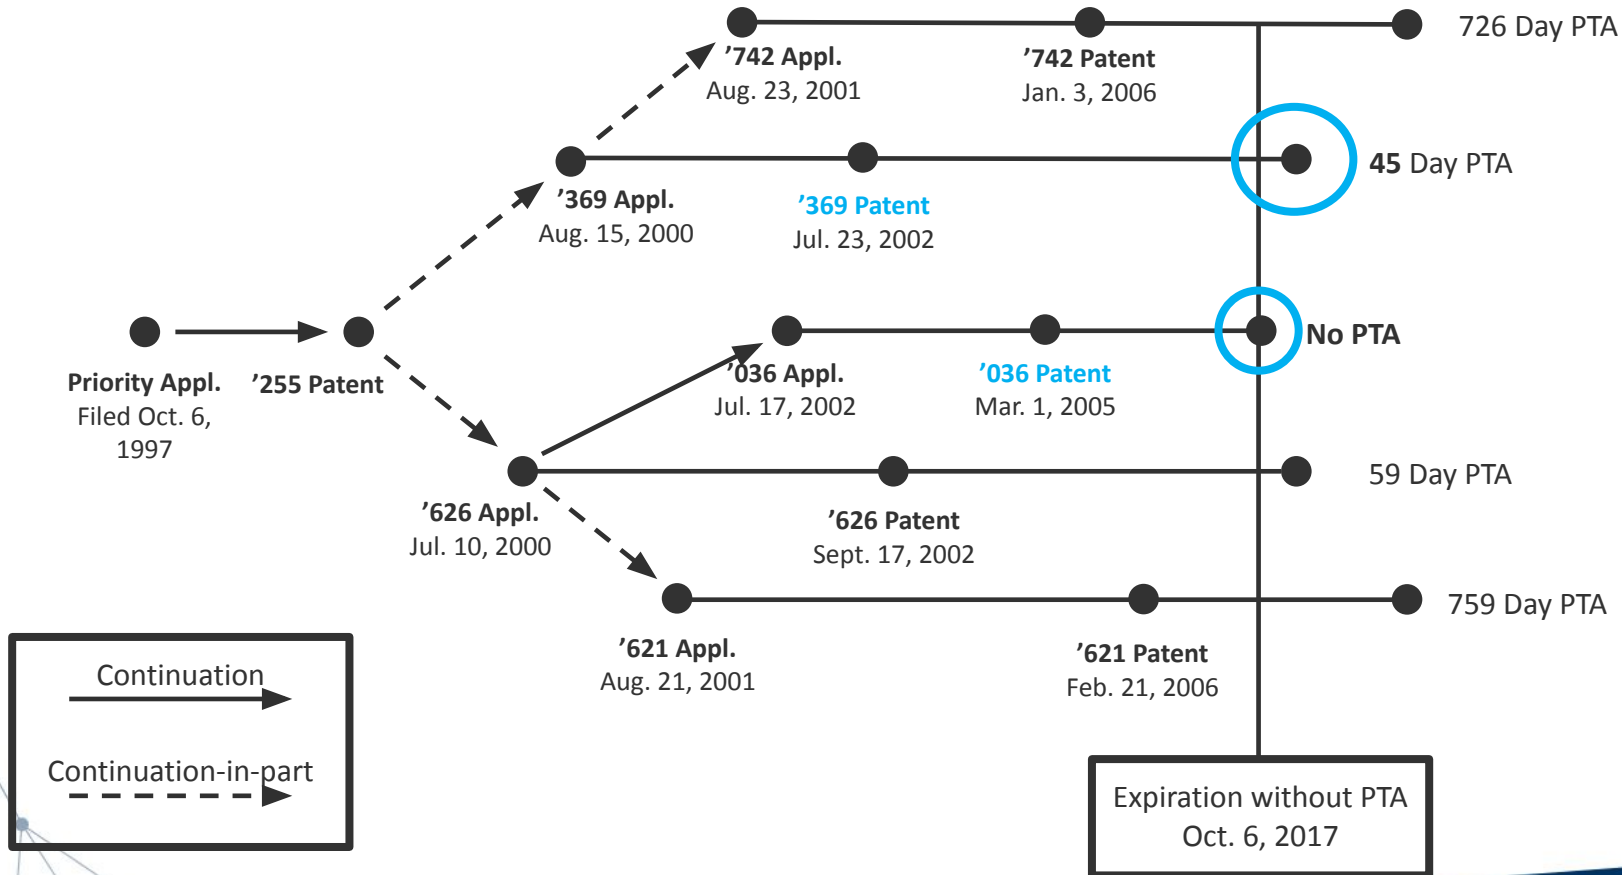 726 Day PTA
’742 Appl.
Aug. 23, 2001
’742 Patent
Jan. 3, 2006
45 Day PTA
’369 Appl.
Aug. 15, 2000
’369 Patent
Jul. 23, 2002
No PTA
Priority Appl.
Filed Oct. 6,
1997
’255 Patent
’036 Appl.
Jul. 17, 2002
’036 Patent
Mar. 1, 2005
59 Day PTA
’626 Appl.
Jul. 10, 2000
’626 Patent
Sept. 17, 2002
759 Day PTA
’621 Appl.
Aug. 21, 2001
’621 Patent
Feb. 21, 2006
Continuation
Continuation-in-part
Expiration without PTA
Oct. 6, 2017